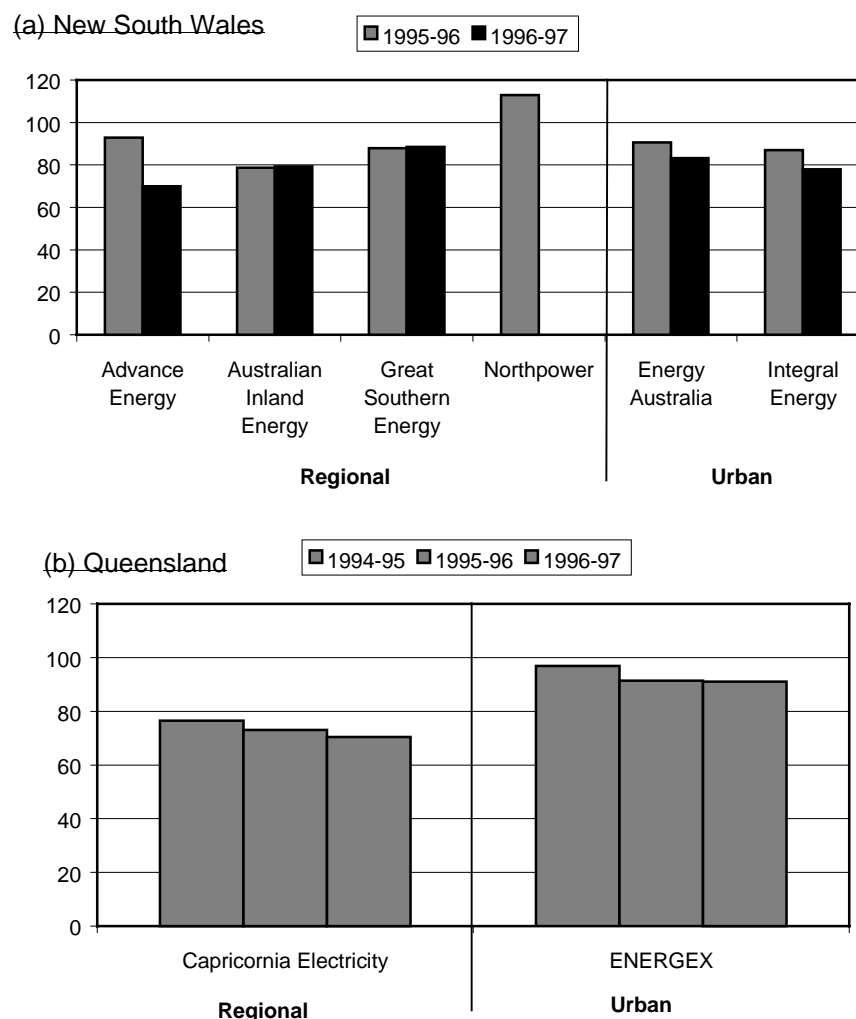 (a) New South Wales
1995-96 1996-97
120
100
80
60
40
20
0
Advance Energy
Australian Inland Energy
Great Southern Energy
Northpower
Energy Australia
Integral Energy
Regional Urban
(b) Queensland
1994-95 1995-96 1996-97
120
100
80
60
40
20
0
Capricornia Electricity ENERGEX
Regional Urban